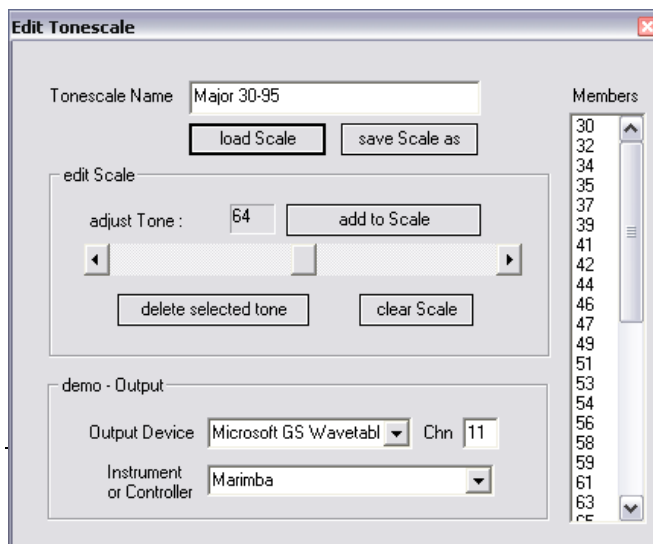 Edit Tonescale
Tonescale Name Major 30-95
load Scale save Scale as
edit Scale
adjust Tone : 64 add to Scale
delete selected tone clear Scale
demo - Output
Output Device Microsoft GS Wavetabl Chn 11
Instrument
or Controller Marimba
Members
30
32
34
35
37
39
41
42
44
46
47
49
51
53
54
56
58
59
61
63